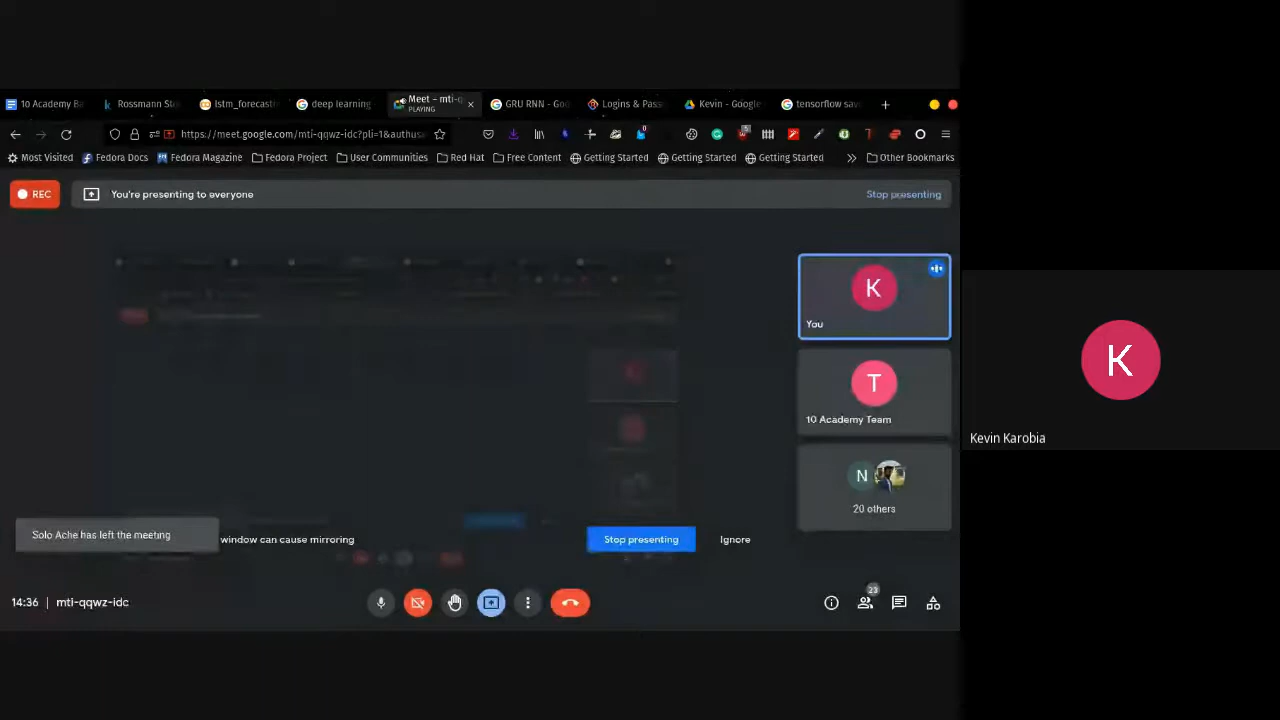 10 Academy Ba
Rossmann Sto
lstm_forecast
deep learning
Meet – mti-q
PLAYING
GRU RNN - Goo
Logins & Pass
Kevin - Google
tensorflow sav
https://meet.google.com/mti-qqwz-idc?pli=1&authus
Most Visited
Fedora Docs
Fedora Magazine
Fedora Project
User Communities
Red Hat
Free Content
Getting Started
Getting Started
Getting Started
Other Bookmarks
REC
You're presenting to everyone
Stop presenting
K
You
T
10 Academy Team
N
20 others
Solo Ache has left the meeting
window can cause mirroring
Stop presenting
Ignore
14:36 | mti-qqwz-idc
23
K
Kevin Karobia